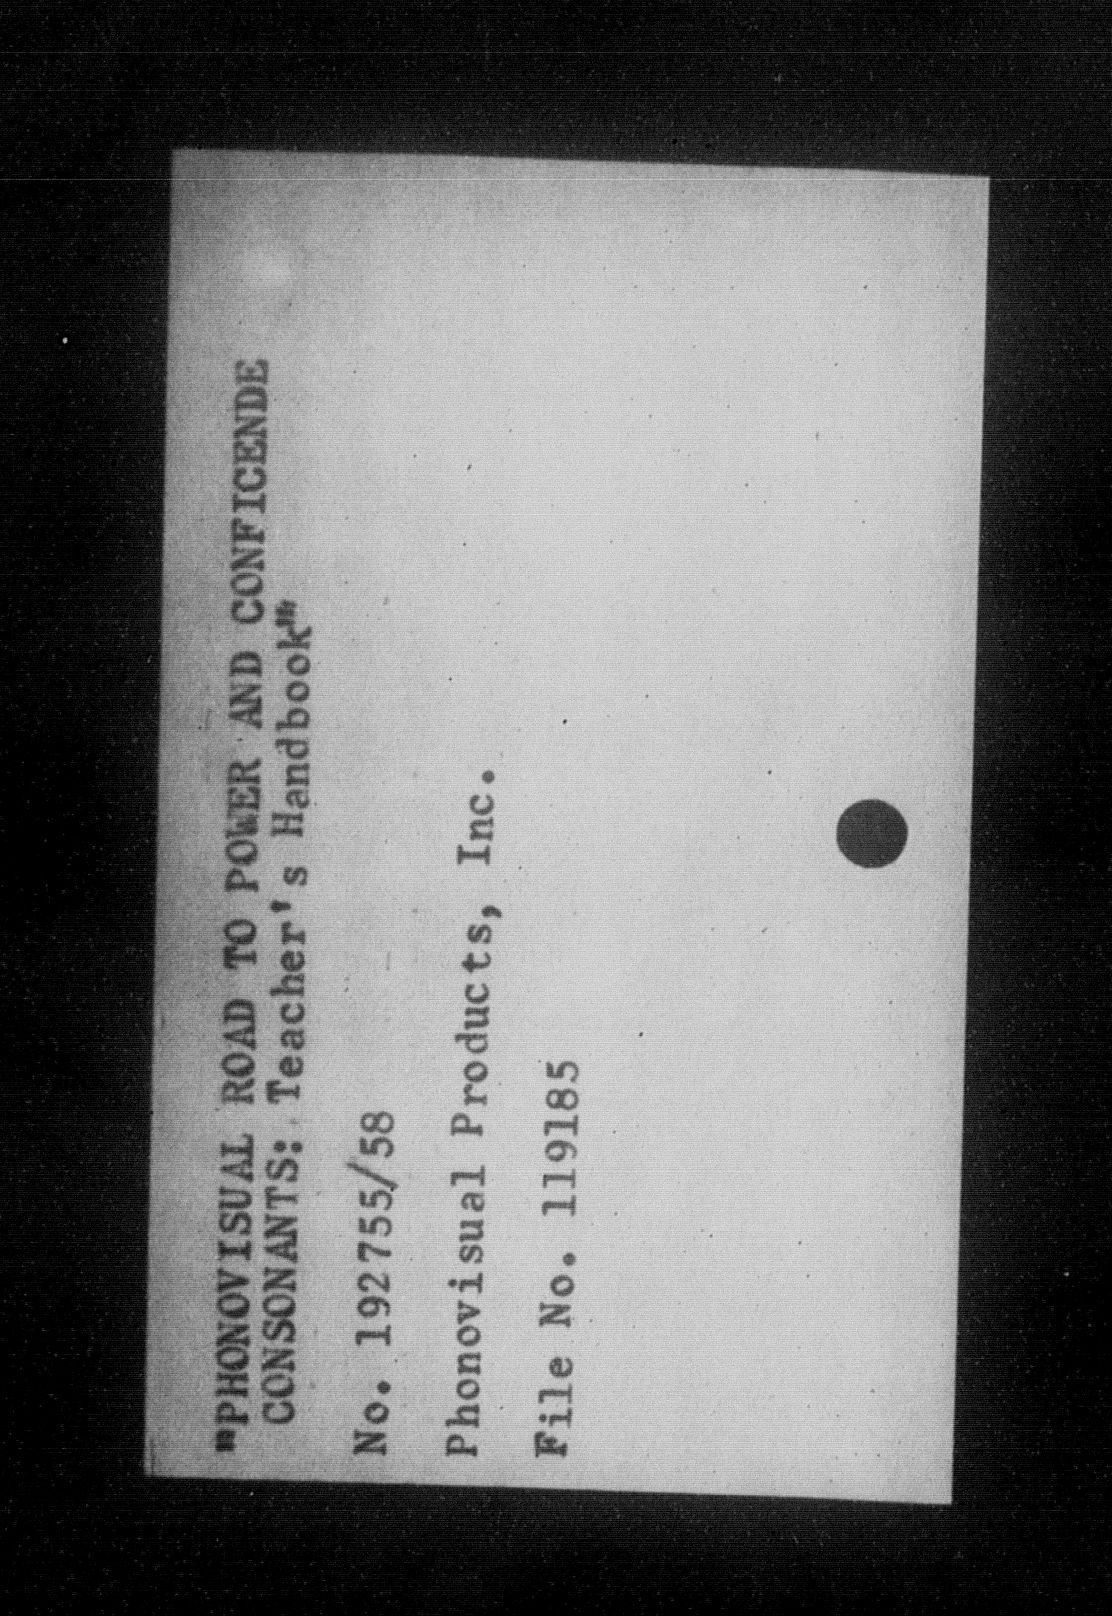 "PHONOVISUAL ROAD TO POWER AND CONFICENDE
CONSONANTS: Teacher's Handbook"
No. 192755/58
Phonovisual Products, Inc.
File No. 119185